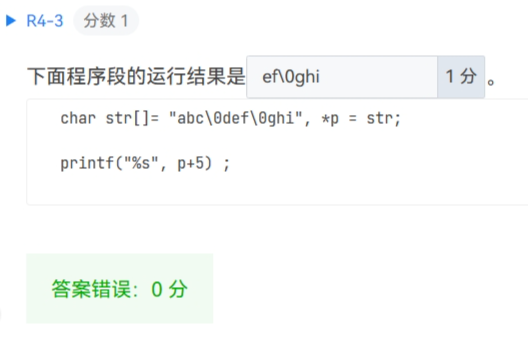 R4-3 分数 1
下面程序段的运行结果是 ef\0ghi 1 分 。
char str[]= "abc\0def\0ghi", *p = str;
printf("%s", p+5) ;
答案错误：0 分